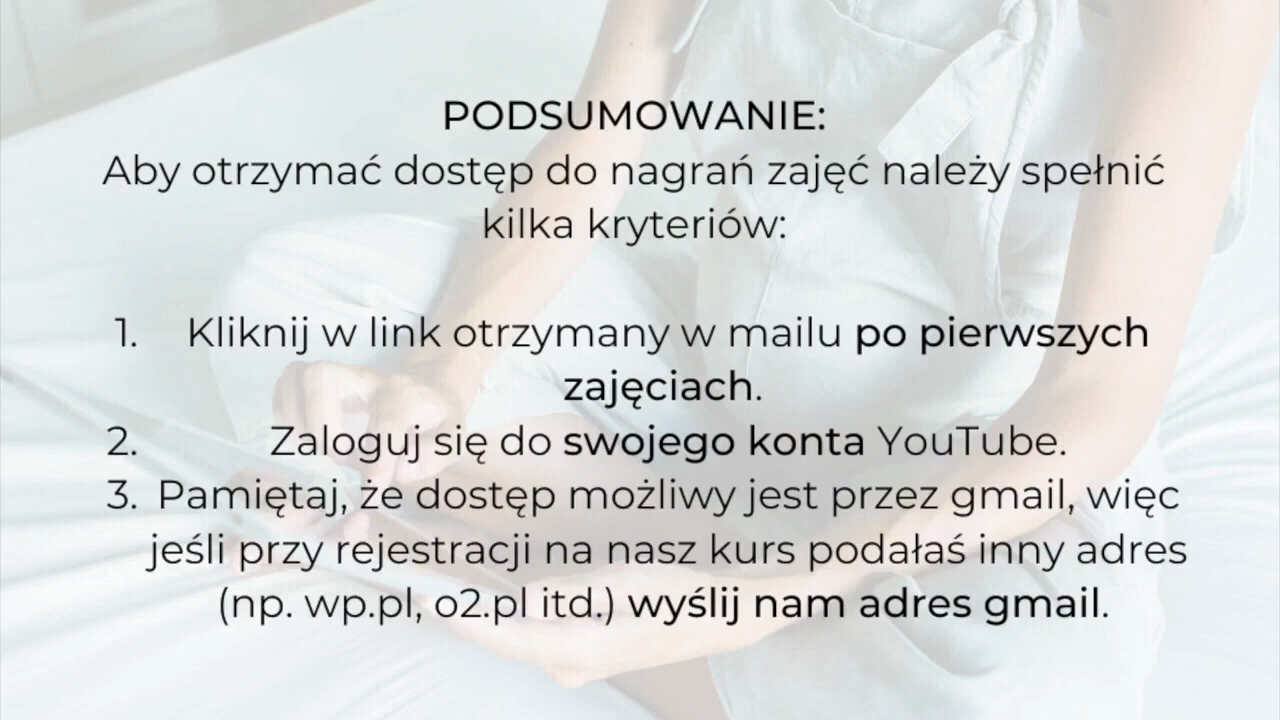 PODSUMOWANIE:
Aby otrzymać dostęp do nagrań zajęć należy spełnić
kilka kryteriów:
1. Kliknij w link otrzymany w mailu po pierwszych
zajęciach.
2. Zaloguj się do swojego konta YouTube.
3. Pamiętaj, że dostęp możliwy jest przez gmail, więc
jeśli przy rejestracji na nasz kurs podałaś inny adres
(np. wp.pl, o2.pl itd.) wyślij nam adres gmail.